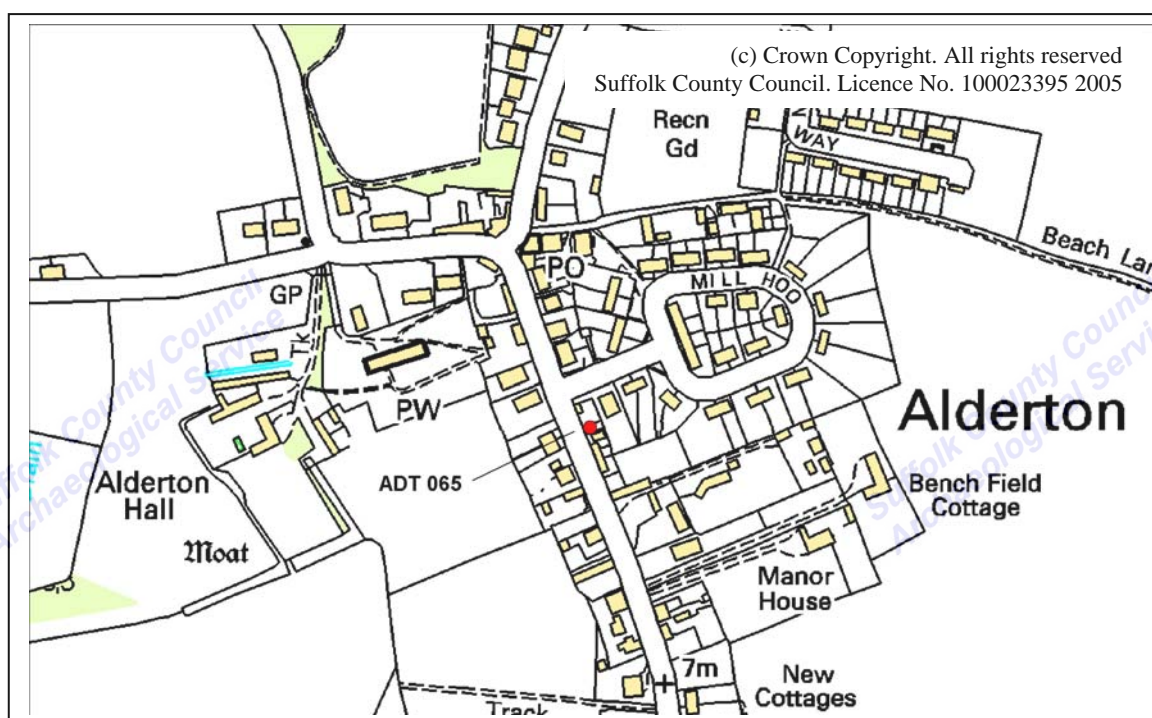 (c) Crown Copyright. All rights reserved
Suffolk County Council. Licence No. 100023395 2005
Recn
Gd
WAY
Beach Lan
PO
MILL HOO
GP
TK
PW
Alderton
ADT 065
Alderton
Hall
Moat
Bench Field
Cottage
Manor
House
7m
New
Cottages
Track
Suffolk County Council
Archaeological Service
Suffolk County Council
Archaeological Service